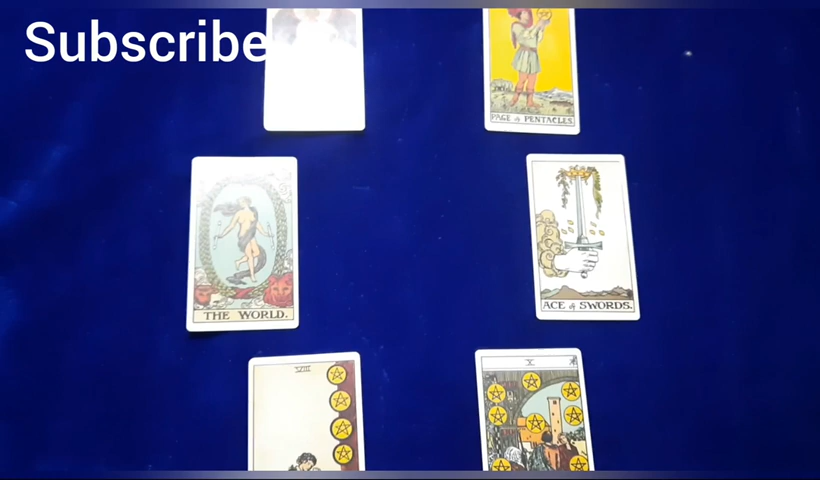 Subscribe
PAGE of PENTACLES
THE WORLD.
ACE of SWORDS.
VIII
X